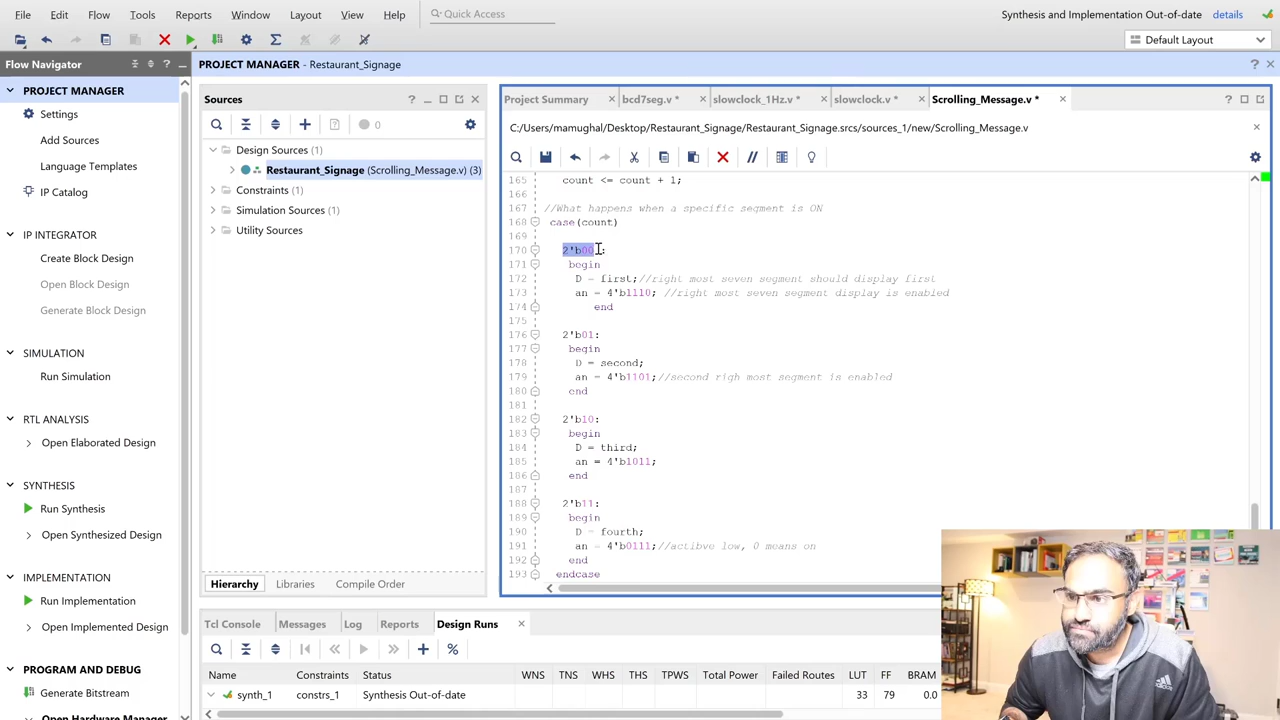 File Edit Flow Tools Reports Window Layout View Help Quick Access Synthesis and Implementation Out-of-date details
Default Layout
Flow Navigator
PROJECT MANAGER - Restaurant_Signage
PROJECT MANAGER
Settings
Add Sources
Language Templates
IP Catalog
IP INTEGRATOR
Create Block Design
Open Block Design
Generate Block Design
SIMULATION
Run Simulation
RTL ANALYSIS
Open Elaborated Design
SYNTHESIS
Run Synthesis
Open Synthesized Design
IMPLEMENTATION
Run Implementation
Open Implemented Design
PROGRAM AND DEBUG
Generate Bitstream
Open Hardware Manager
Sources
0
Design Sources (1)
Restaurant_Signage (Scrolling_Message.v) (3)
Constraints (1)
Simulation Sources (1)
Utility Sources
Hierarchy Libraries Compile Order
Project Summary bcd7seg.v * slowclock_1Hz.v * slowclock.v * Scrolling_Message.v *
C:/Users/mamughal/Desktop/Restaurant_Signage/Restaurant_Signage.srcs/sources_1/new/Scrolling_Message.v
165 count <= count + 1;
166
167 //What happens when a specific segment is ON
168 case(count)
169
170 2'b00:
171 begin
172 D = first;//right most seven segment should display first
173 an = 4'b1110; //right most seven segment display is enabled
174 end
175
176 2'b01:
177 begin
178 D = second;
179 an = 4'b1101;//second righ most segment is enabled
180 end
181
182 2'b10:
183 begin
184 D = third;
185 an = 4'b1011;
186 end
187
188 2'b11:
189 begin
190 D = fourth;
191 an = 4'b0111;//actibve low, 0 means on
192 end
193 endcase
Tcl Console Messages Log Reports Design Runs
Name Constraints Status WNS TNS WHS THS TPWS Total Power Failed Routes LUT FF BRAM
synth_1 constrs_1 Synthesis Out-of-date 33 79 0.0
adidas